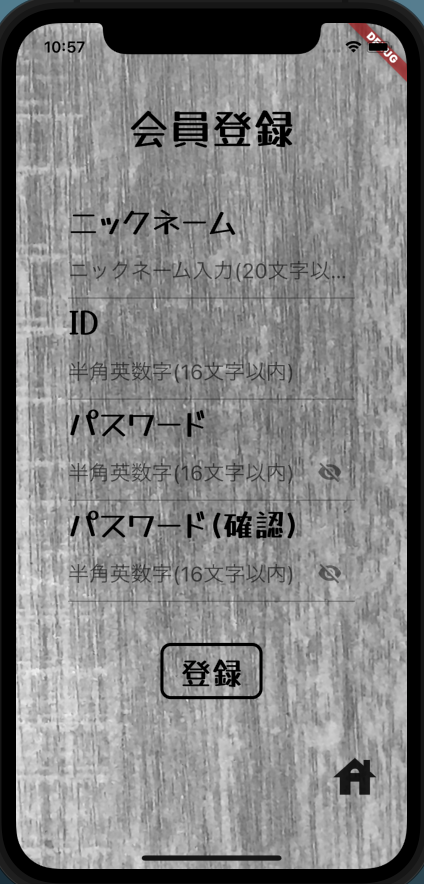 10:57
DEBUG
会員登録
ニックネーム
ニックネーム入力(20文字以...
ID
半角英数字(16文字以内)
パスワード
半角英数字(16文字以内)
パスワード(確認)
半角英数字(16文字以内)
登録